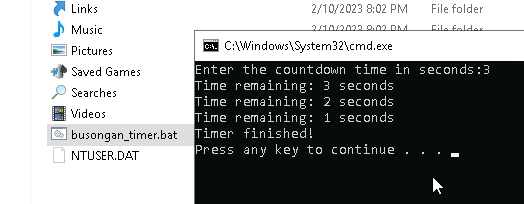 Links
2/10/2023 8:02 PM
File folder
Music
2/10/2023 8:02 PM
File folder
Pictures
Saved Games
Searches
Videos
busongan_timer.bat
NTUSER.DAT
C:\Windows\System32\cmd.exe
Enter the countdown time in seconds:3
Time remaining: 3 seconds
Time remaining: 2 seconds
Time remaining: 1 seconds
Timer finished!
Press any key to continue . . .